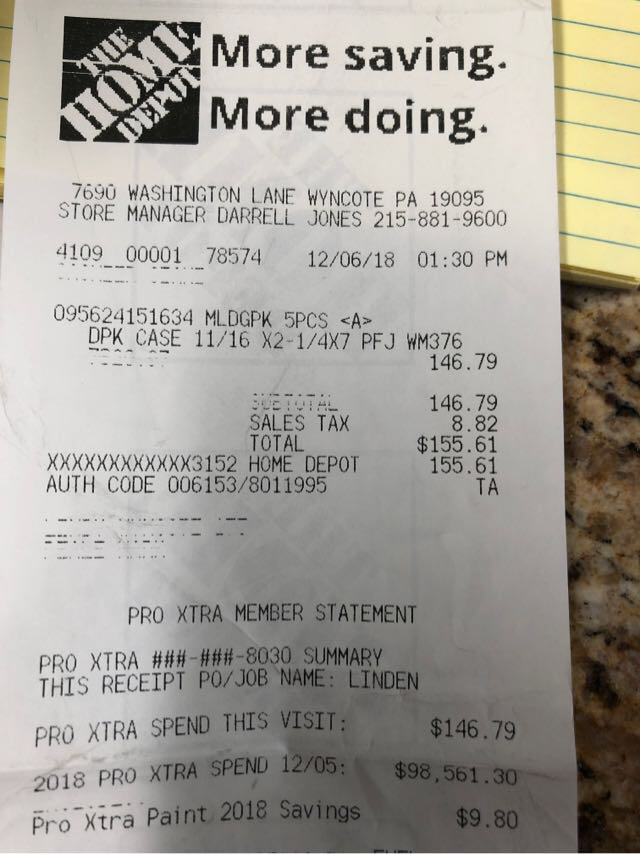 THE
HOME
DEPOT
More saving.
More doing.
7690 WASHINGTON LANE WYNCOTE PA 19095
STORE MANAGER DARRELL JONES 215-881-9600
4109 00001 78574 12/06/18 01:30 PM
095624151634 MLDGPK 5PCS <A>
DPK CASE 11/16 X2-1/4X7 PFJ WM376
146.79
SUBTOTAL 146.79
SALES TAX 8.82
TOTAL $155.61
XXXXXXXXXXXX3152 HOME DEPOT 155.61
AUTH CODE 006153/8011995 TA
PRO XTRA MEMBER STATEMENT
PRO XTRA ###-###-8030 SUMMARY
THIS RECEIPT PO/JOB NAME: LINDEN
PRO XTRA SPEND THIS VISIT: $146.79
2018 PRO XTRA SPEND 12/05: $98,561.30
Pro Xtra Paint 2018 Savings $9.80